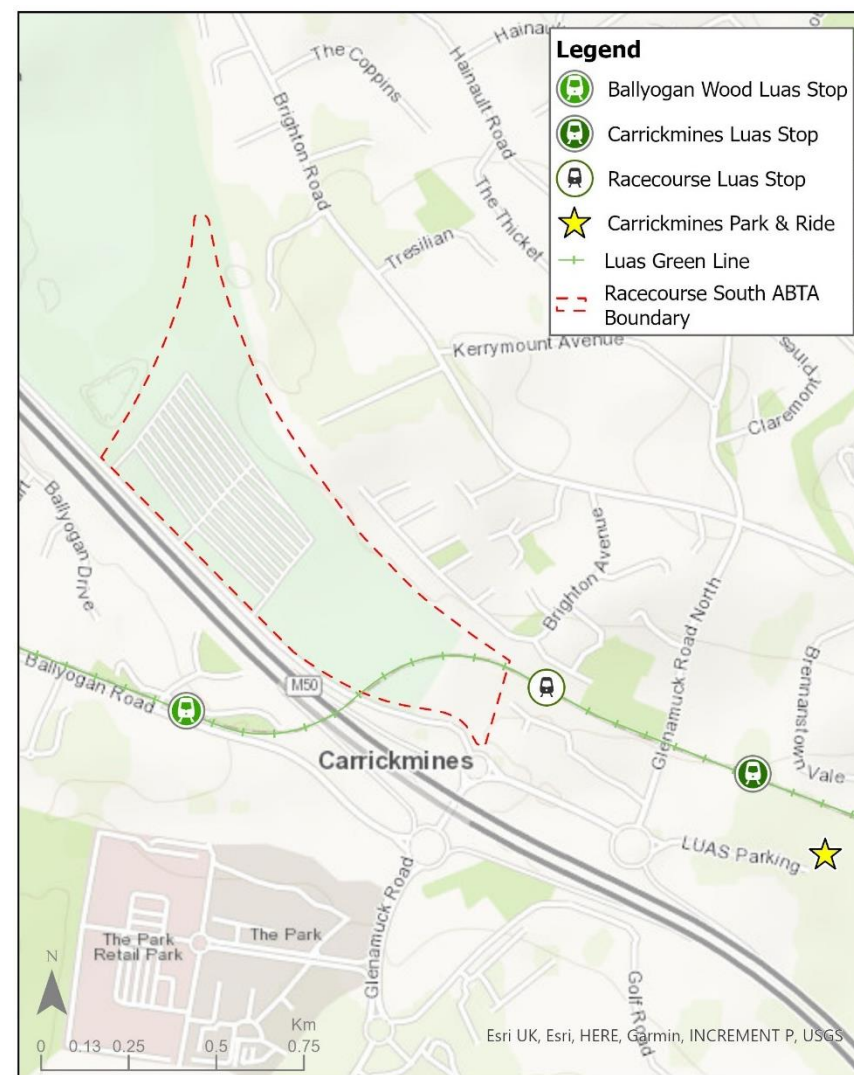 Hainault
Hainault Road
The Coppins
Brighton Road
The Thicket
Tresilian
Kerrymount Avenue
Claremont
Pines
Legend
Ballyogan Wood Luas Stop
Carrickmines Luas Stop
Racecourse Luas Stop
Carrickmines Park & Ride
Luas Green Line
Racecourse South ABTA
Boundary
Ballyogan Drive
Brighton Avenue
Glenamuck Road North
Brennanstown
Vale
Ballyogan Road
M50
Carrickmines
LUAS Parking
The Park
Retail Park
The Park
Glenamuck Road
Golf Road
N
Km
0 0.13 0.25 0.5 0.75
Esri UK, Esri, HERE, Garmin, INCREMENT P, USGS